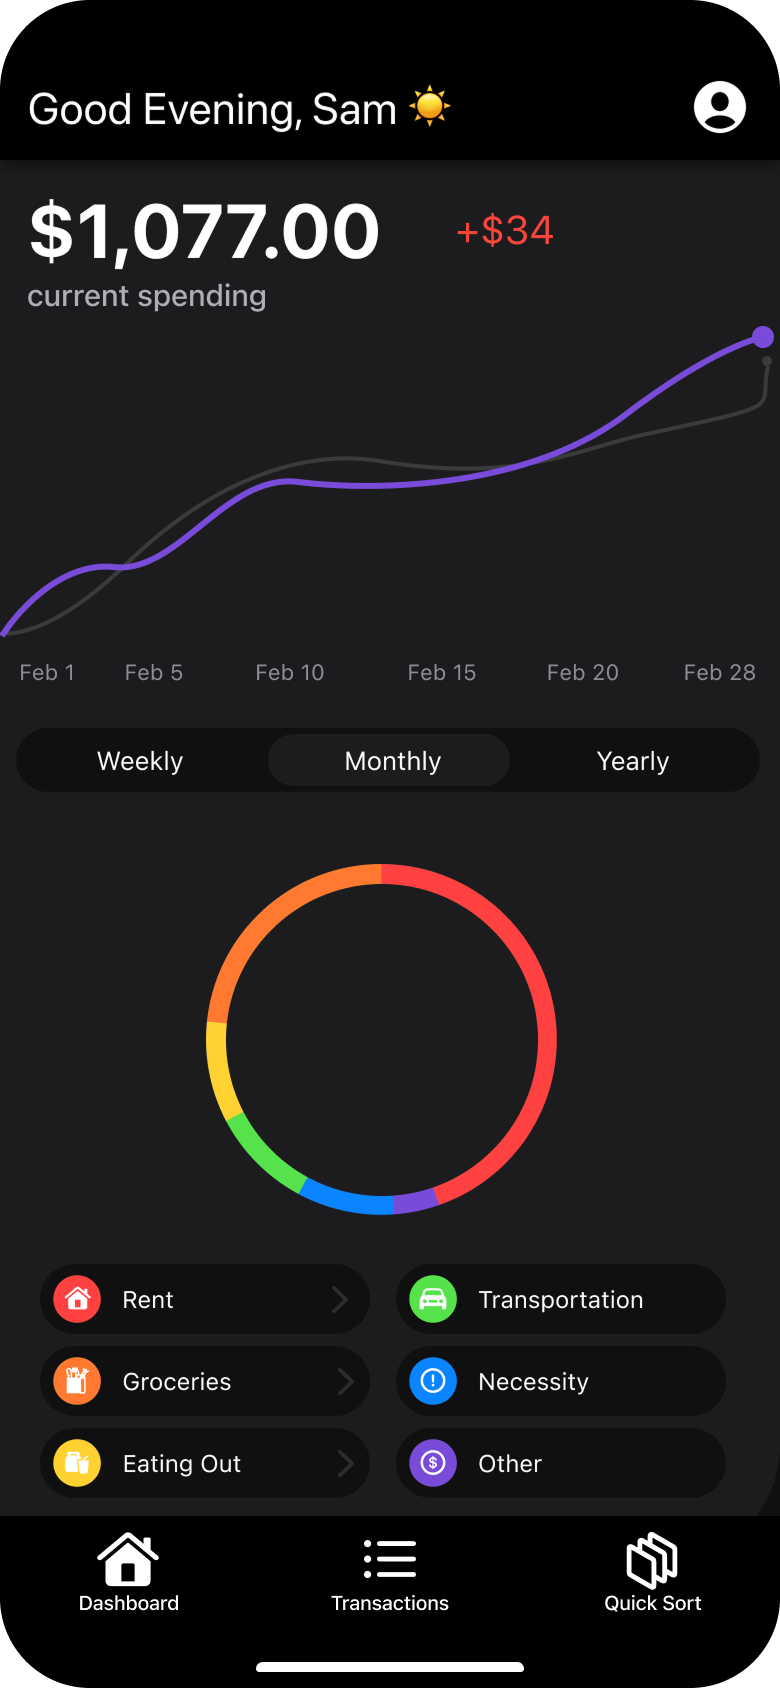 Good Evening, Sam ☀️
$1,077.00 +$34
current spending
Feb 1 Feb 5 Feb 10 Feb 15 Feb 20 Feb 28
Weekly Monthly Yearly
Rent Transportation
Groceries Necessity
Eating Out $ Other
Dashboard Transactions Quick Sort